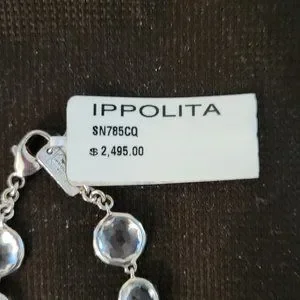 IPPOLITA
SN785CQ
$ 2,495.00